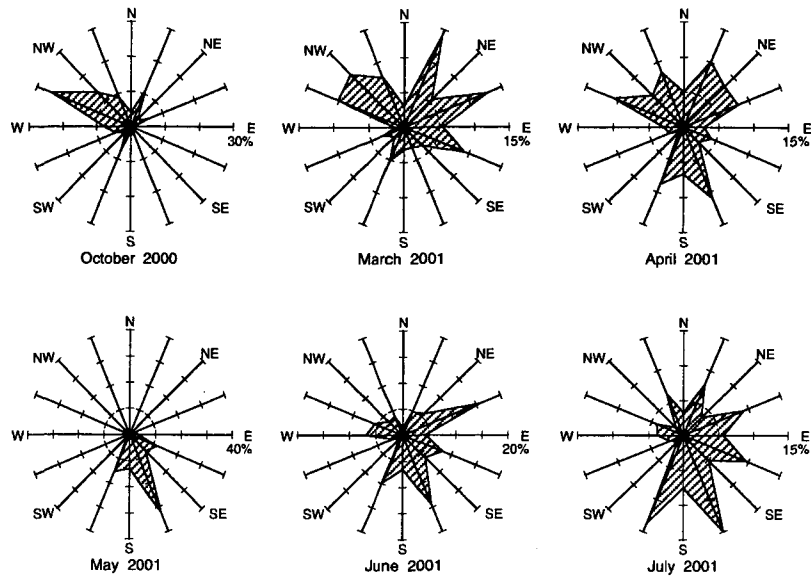 N
NW
NE
W
E
30%
SW
SE
S
October 2000
N
NW
NE
W
E
15%
SW
SE
S
March 2001
N
NW
NE
W
E
15%
SW
SE
S
April 2001
N
NW
NE
W
E
40%
SW
SE
S
May 2001
N
NW
NE
W
E
20%
SW
SE
S
June 2001
N
NW
NE
W
E
15%
SW
SE
S
July 2001